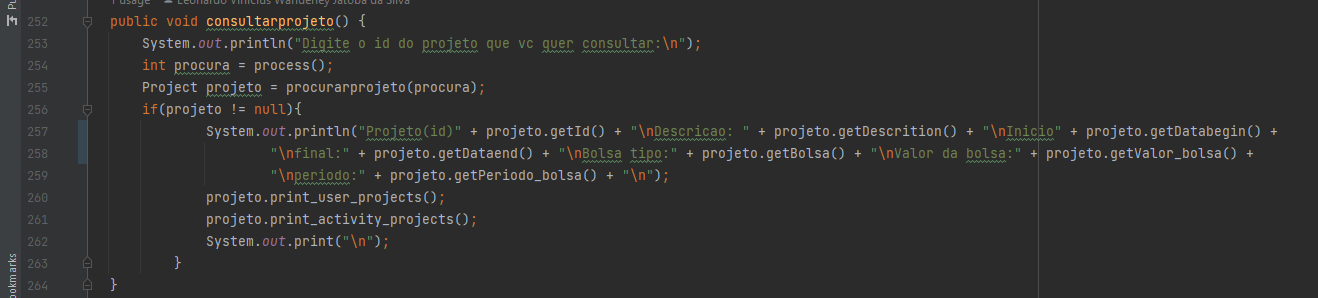 1 usage Leonardo Vinicius Wanderley Jatoba da Silva
252 public void consultarprojeto() {
253 System.out.println("Digite o id do projeto que vc quer consultar:\n");
254 int procura = process();
255 Project projeto = procurarprojeto(procura);
256 if(projeto != null){
257 System.out.println("Projeto(id)" + projeto.getId() + "\nDescricao: " + projeto.getDescrition() + "\nInicio" + projeto.getDatabegin() +
258 "\nfinal:" + projeto.getDataend() + "\nBolsa tipo:" + projeto.getBolsa() + "\nValor da bolsa:" + projeto.getValor_bolsa() +
259 "\nperiodo:" + projeto.getPeriodo_bolsa() + "\n");
260 projeto.print_user_projects();
261 projeto.print_activity_projects();
262 System.out.print("\n");
263 }
264 }